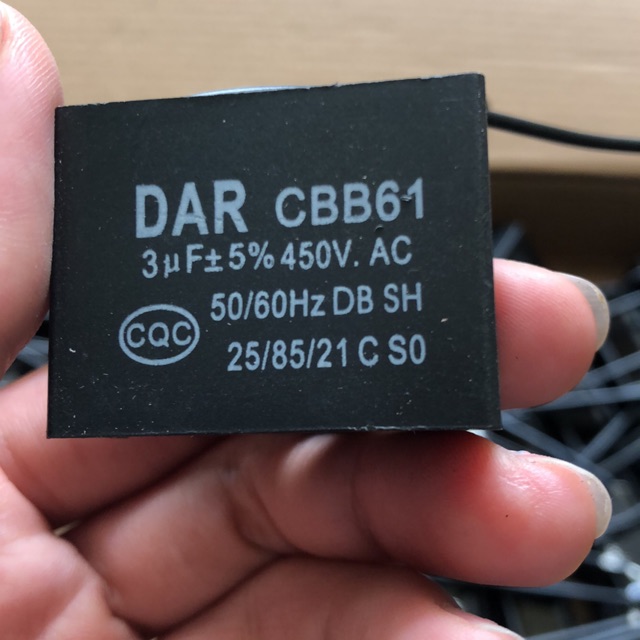 DAR CBB61
3μF±5% 450V. AC
50/60Hz DB SH
CQC
25/85/21 C S0